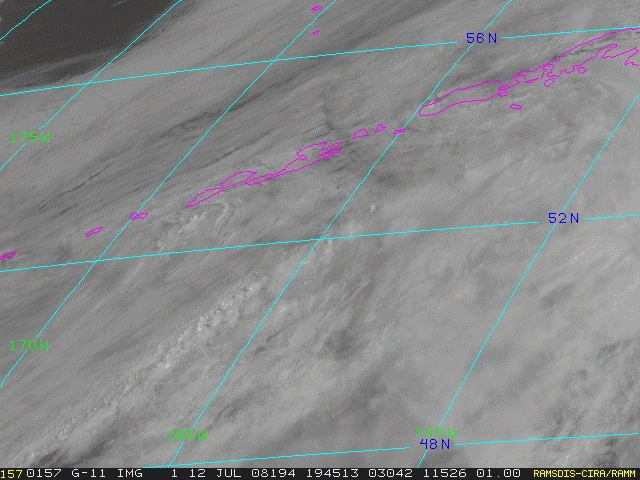 56N
175W
52N
170W
165W
160W
48N
157 0157 G-11 IMG 1 12 JUL 08194 194513 03042 11526 01.00 RAMSDIS-CIRA/RAMM